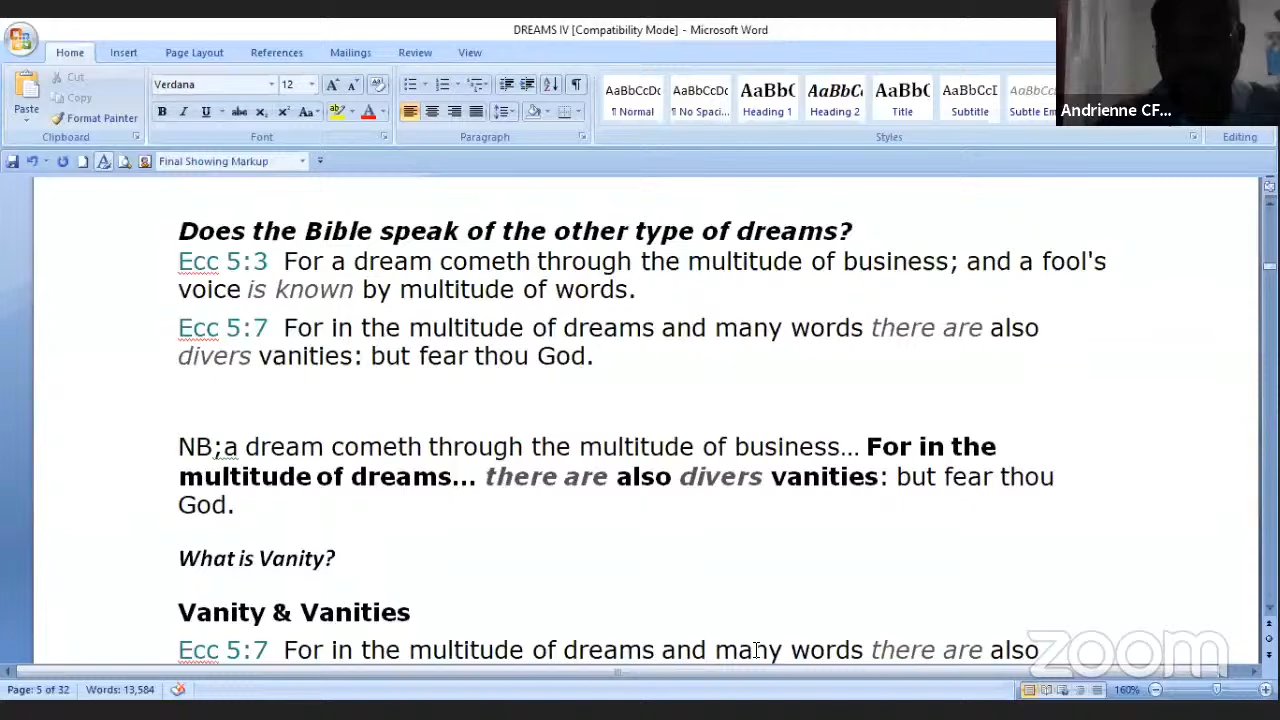 DREAMS IV [Compatibility Mode] - Microsoft Word
Home Insert Page Layout References Mailings Review View
Andrienne CF...
Paste
Cut
Copy
Format Painter
Clipboard
Verdana 12
B I U abc x₂ x² Aa
Font
Paragraph
AaBbCcDc AaBbCcDc AaBb( AaBbC AaBb( AaBbCcI AaBbCcI
¶ Normal ¶ No Spaci... Heading 1 Heading 2 Title Subtitle Subtle Em
Styles
Editing
Final Showing Markup
Does the Bible speak of the other type of dreams?
Ecc 5:3 For a dream cometh through the multitude of business; and a fool's
voice is known by multitude of words.
Ecc 5:7 For in the multitude of dreams and many words there are also
divers vanities: but fear thou God.
NB;a dream cometh through the multitude of business... For in the
multitude of dreams... there are also divers vanities: but fear thou
God.
What is Vanity?
Vanity & Vanities
Ecc 5:7 For in the multitude of dreams and many words there are also
zoom
Page: 5 of 32 Words: 13,584 160%